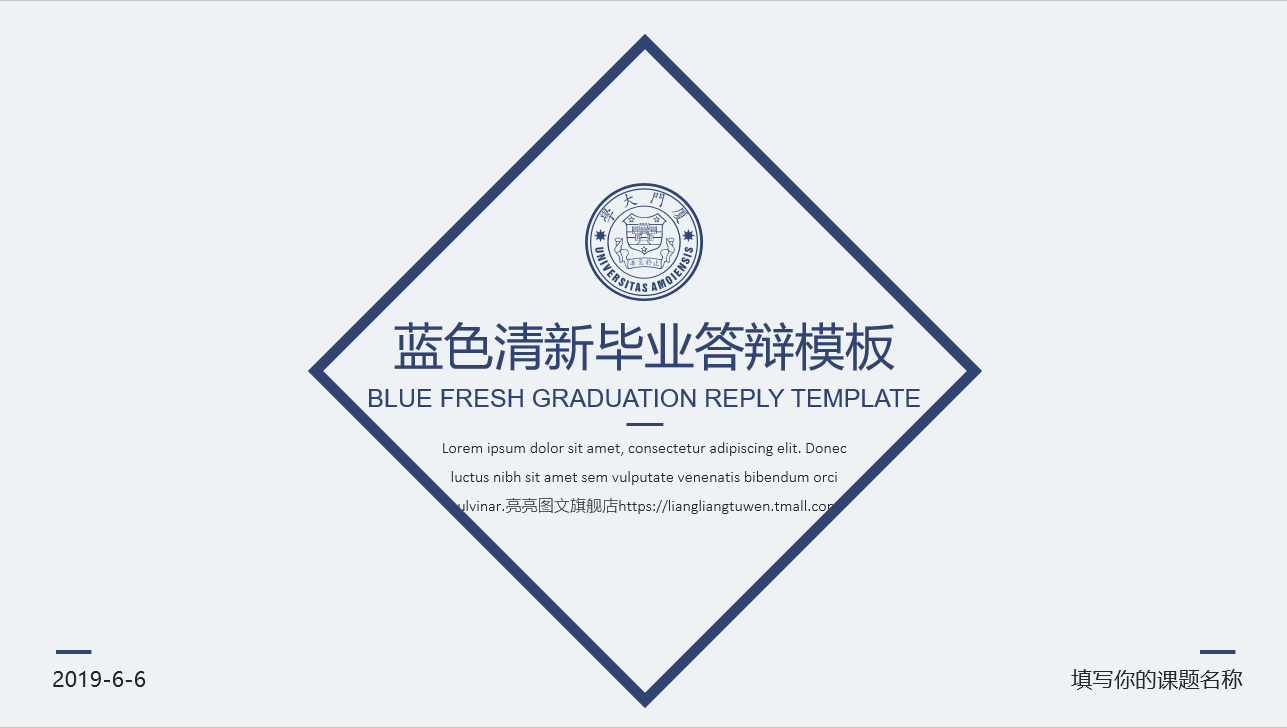 廈門大學
UNIVERSITAS AMOIENSIS
蓝色清新毕业答辩模板
BLUE FRESH GRADUATION REPLY TEMPLATE
Lorem ipsum dolor sit amet, consectetur adipiscing elit. Donec
luctus nibh sit amet sem vulputate venenatis bibendum orci
ulvinar.亮亮图文旗舰店https://liangliangtuwen.tmall.com
2019-6-6
填写你的课题名称